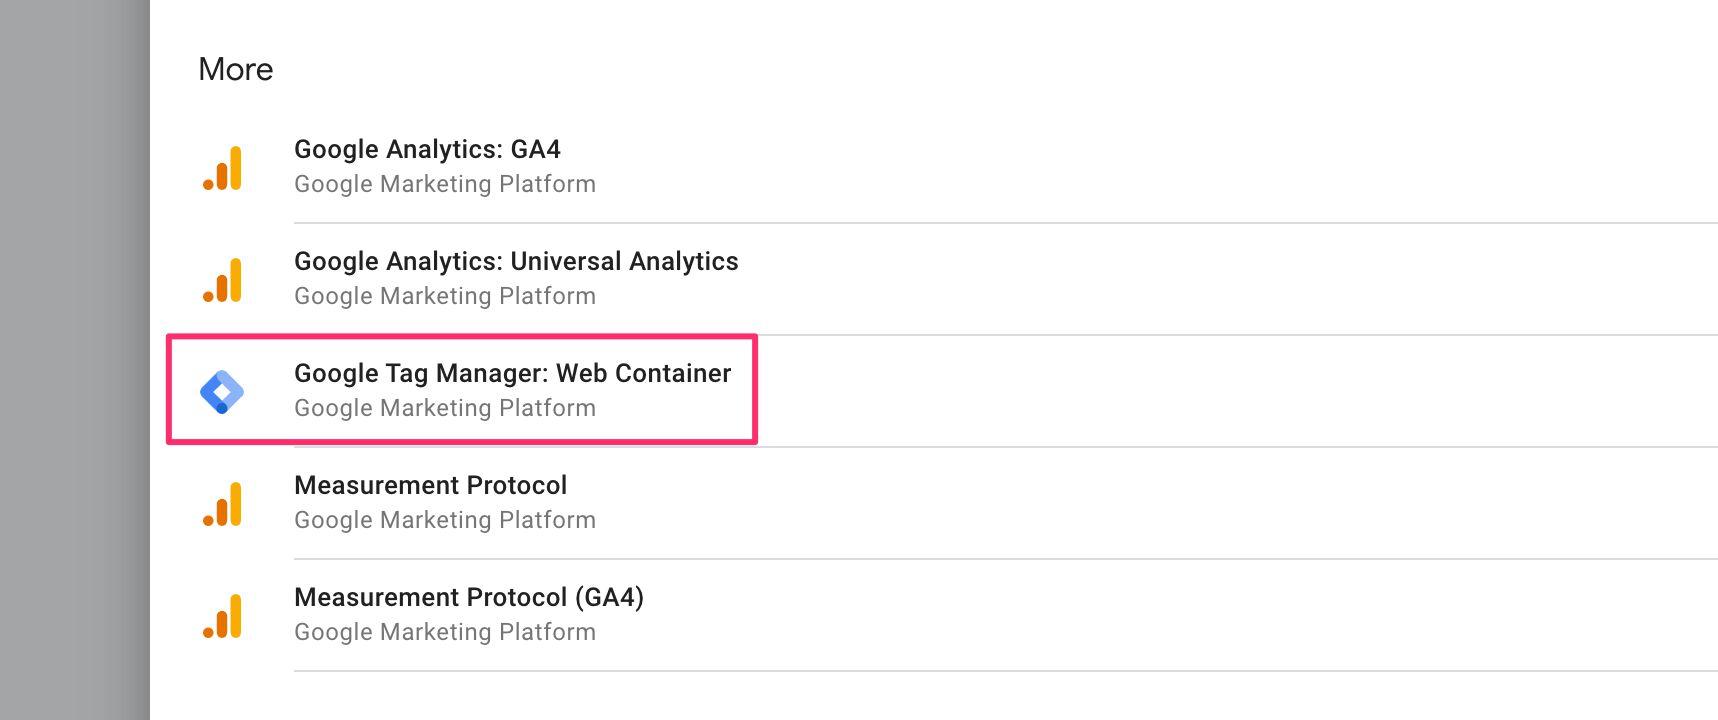 More
Google Analytics: GA4
Google Marketing Platform
Google Analytics: Universal Analytics
Google Marketing Platform
Google Tag Manager: Web Container
Google Marketing Platform
Measurement Protocol
Google Marketing Platform
Measurement Protocol (GA4)
Google Marketing Platform